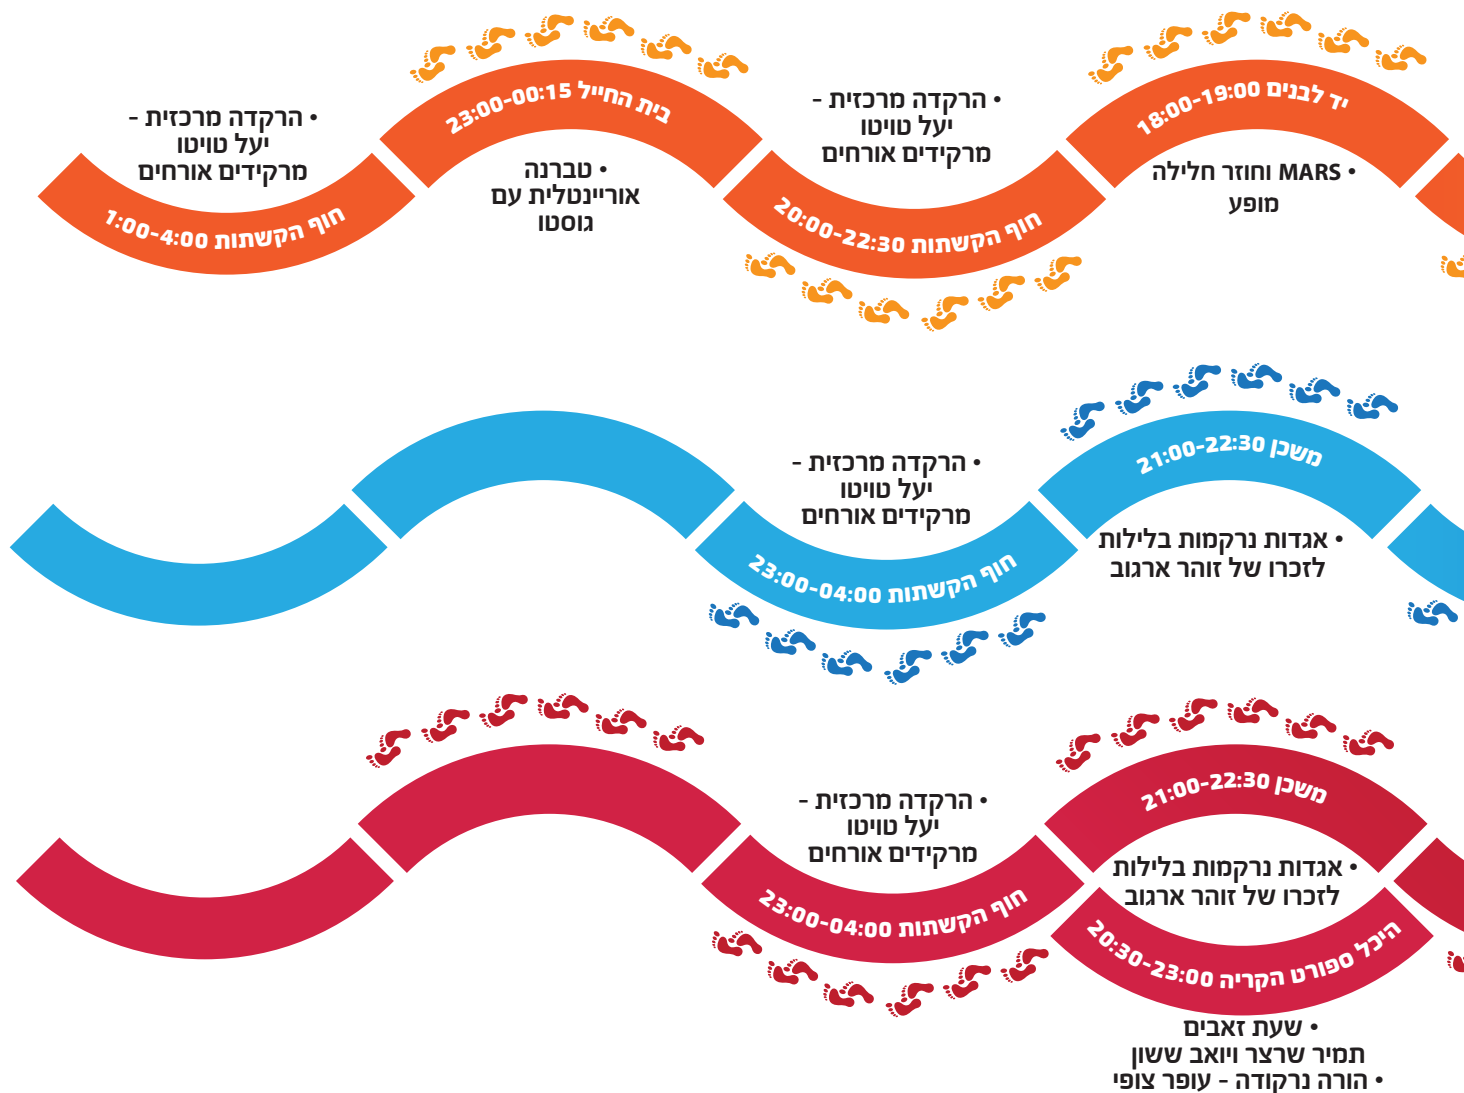 יד לבנים 18:00-19:00
• MARS וחוזר חלילה
מופע
• הרקדה מרכזית -
יעל טויטו
מרקידים אורחים
חוף הקשתות 20:00-22:30
בית החייל 23:00-00:15
• טברנה
אוריינטלית עם
גוסטו
• הרקדה מרכזית -
יעל טויטו
מרקידים אורחים
חוף הקשתות 1:00-4:00
משכן 21:00-22:30
• אגדות נרקמות בלילות
לזכרו של זוהר ארגוב
• הרקדה מרכזית -
יעל טויטו
מרקידים אורחים
חוף הקשתות 23:00-04:00
משכן 21:00-22:30
• אגדות נרקמות בלילות
לזכרו של זוהר ארגוב
היכל ספורט הקריה 20:30-23:00
• שעת זאבים
תמיר שרצר ויואב ששון
• הורה נרקודה - עופר צופי
• הרקדה מרכזית -
יעל טויטו
מרקידים אורחים
חוף הקשתות 23:00-04:00